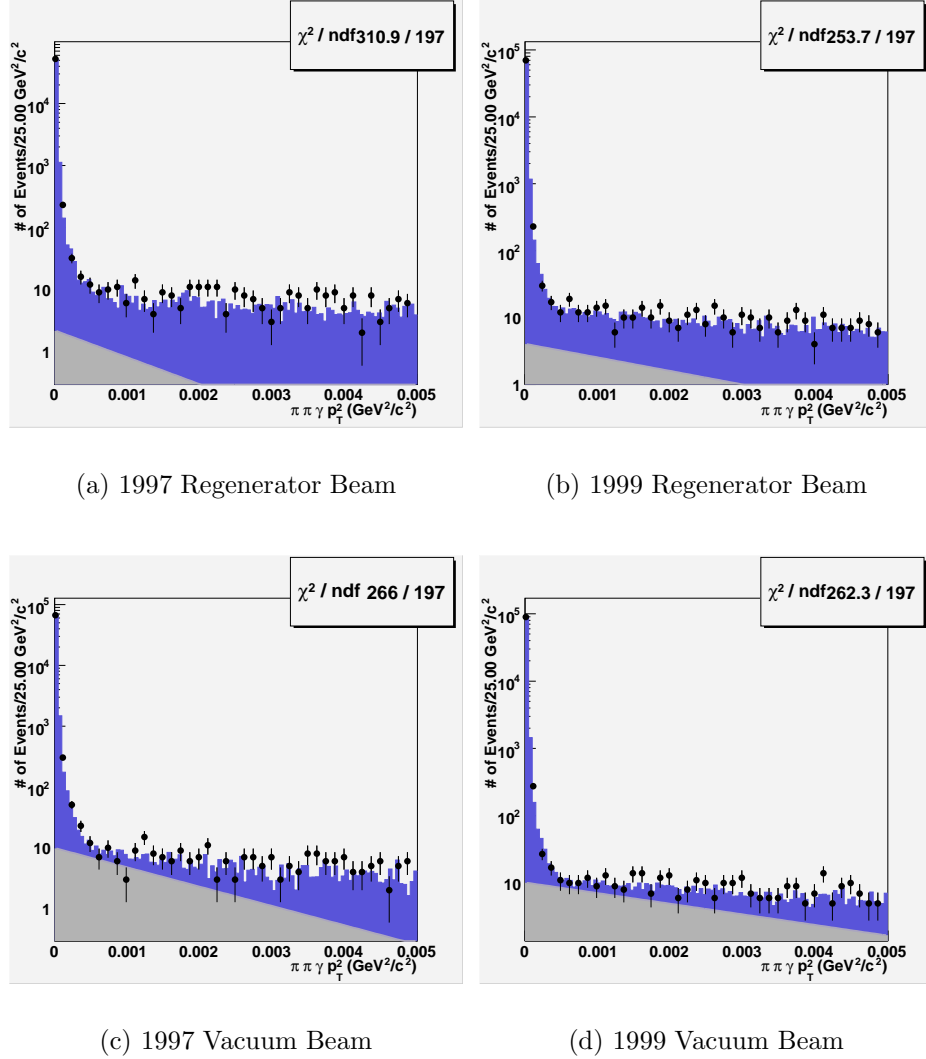 χ² / ndf 310.9 / 197
# of Events/25.00 GeV²/c²
10⁴
10³
10²
10
1
0 0.001 0.002 0.003 0.004 0.005
π π γ p_T² (GeV²/c²)
(a) 1997 Regenerator Beam
χ² / ndf 253.7 / 197
# of Events/25.00 GeV²/c²
10⁵
10⁴
10³
10²
10
1
0 0.001 0.002 0.003 0.004 0.005
π π γ p_T² (GeV²/c²)
(b) 1999 Regenerator Beam
χ² / ndf 266 / 197
# of Events/25.00 GeV²/c²
10⁵
10⁴
10³
10²
10
1
0 0.001 0.002 0.003 0.004 0.005
π π γ p_T² (GeV²/c²)
(c) 1997 Vacuum Beam
χ² / ndf 262.3 / 197
# of Events/25.00 GeV²/c²
10⁵
10⁴
10³
10²
10
0 0.001 0.002 0.003 0.004 0.005
π π γ p_T² (GeV²/c²)
(d) 1999 Vacuum Beam